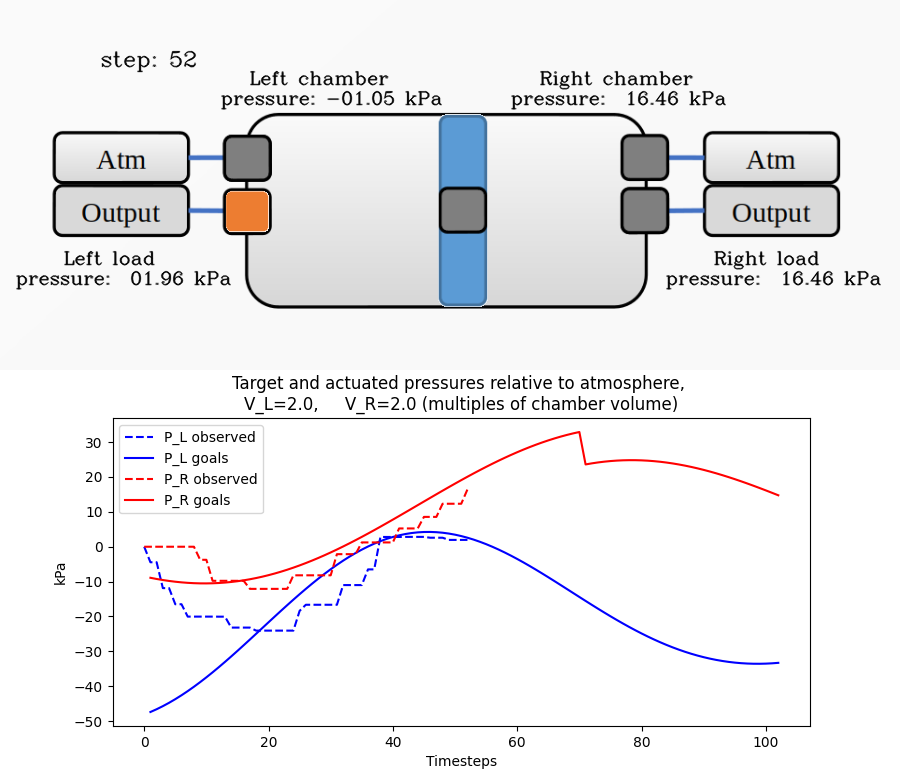 step: 52
Left chamber
pressure: -01.05 kPa
Right chamber
pressure: 16.46 kPa
Atm
Output
Atm
Output
Left load
pressure: 01.96 kPa
Right load
pressure: 16.46 kPa
Target and actuated pressures relative to atmosphere,
V_L=2.0, V_R=2.0 (multiples of chamber volume)
P_L observed
P_L goals
P_R observed
P_R goals
kPa
30
20
10
0
−10
−20
−30
−40
−50
0 20 40 60 80 100
Timesteps